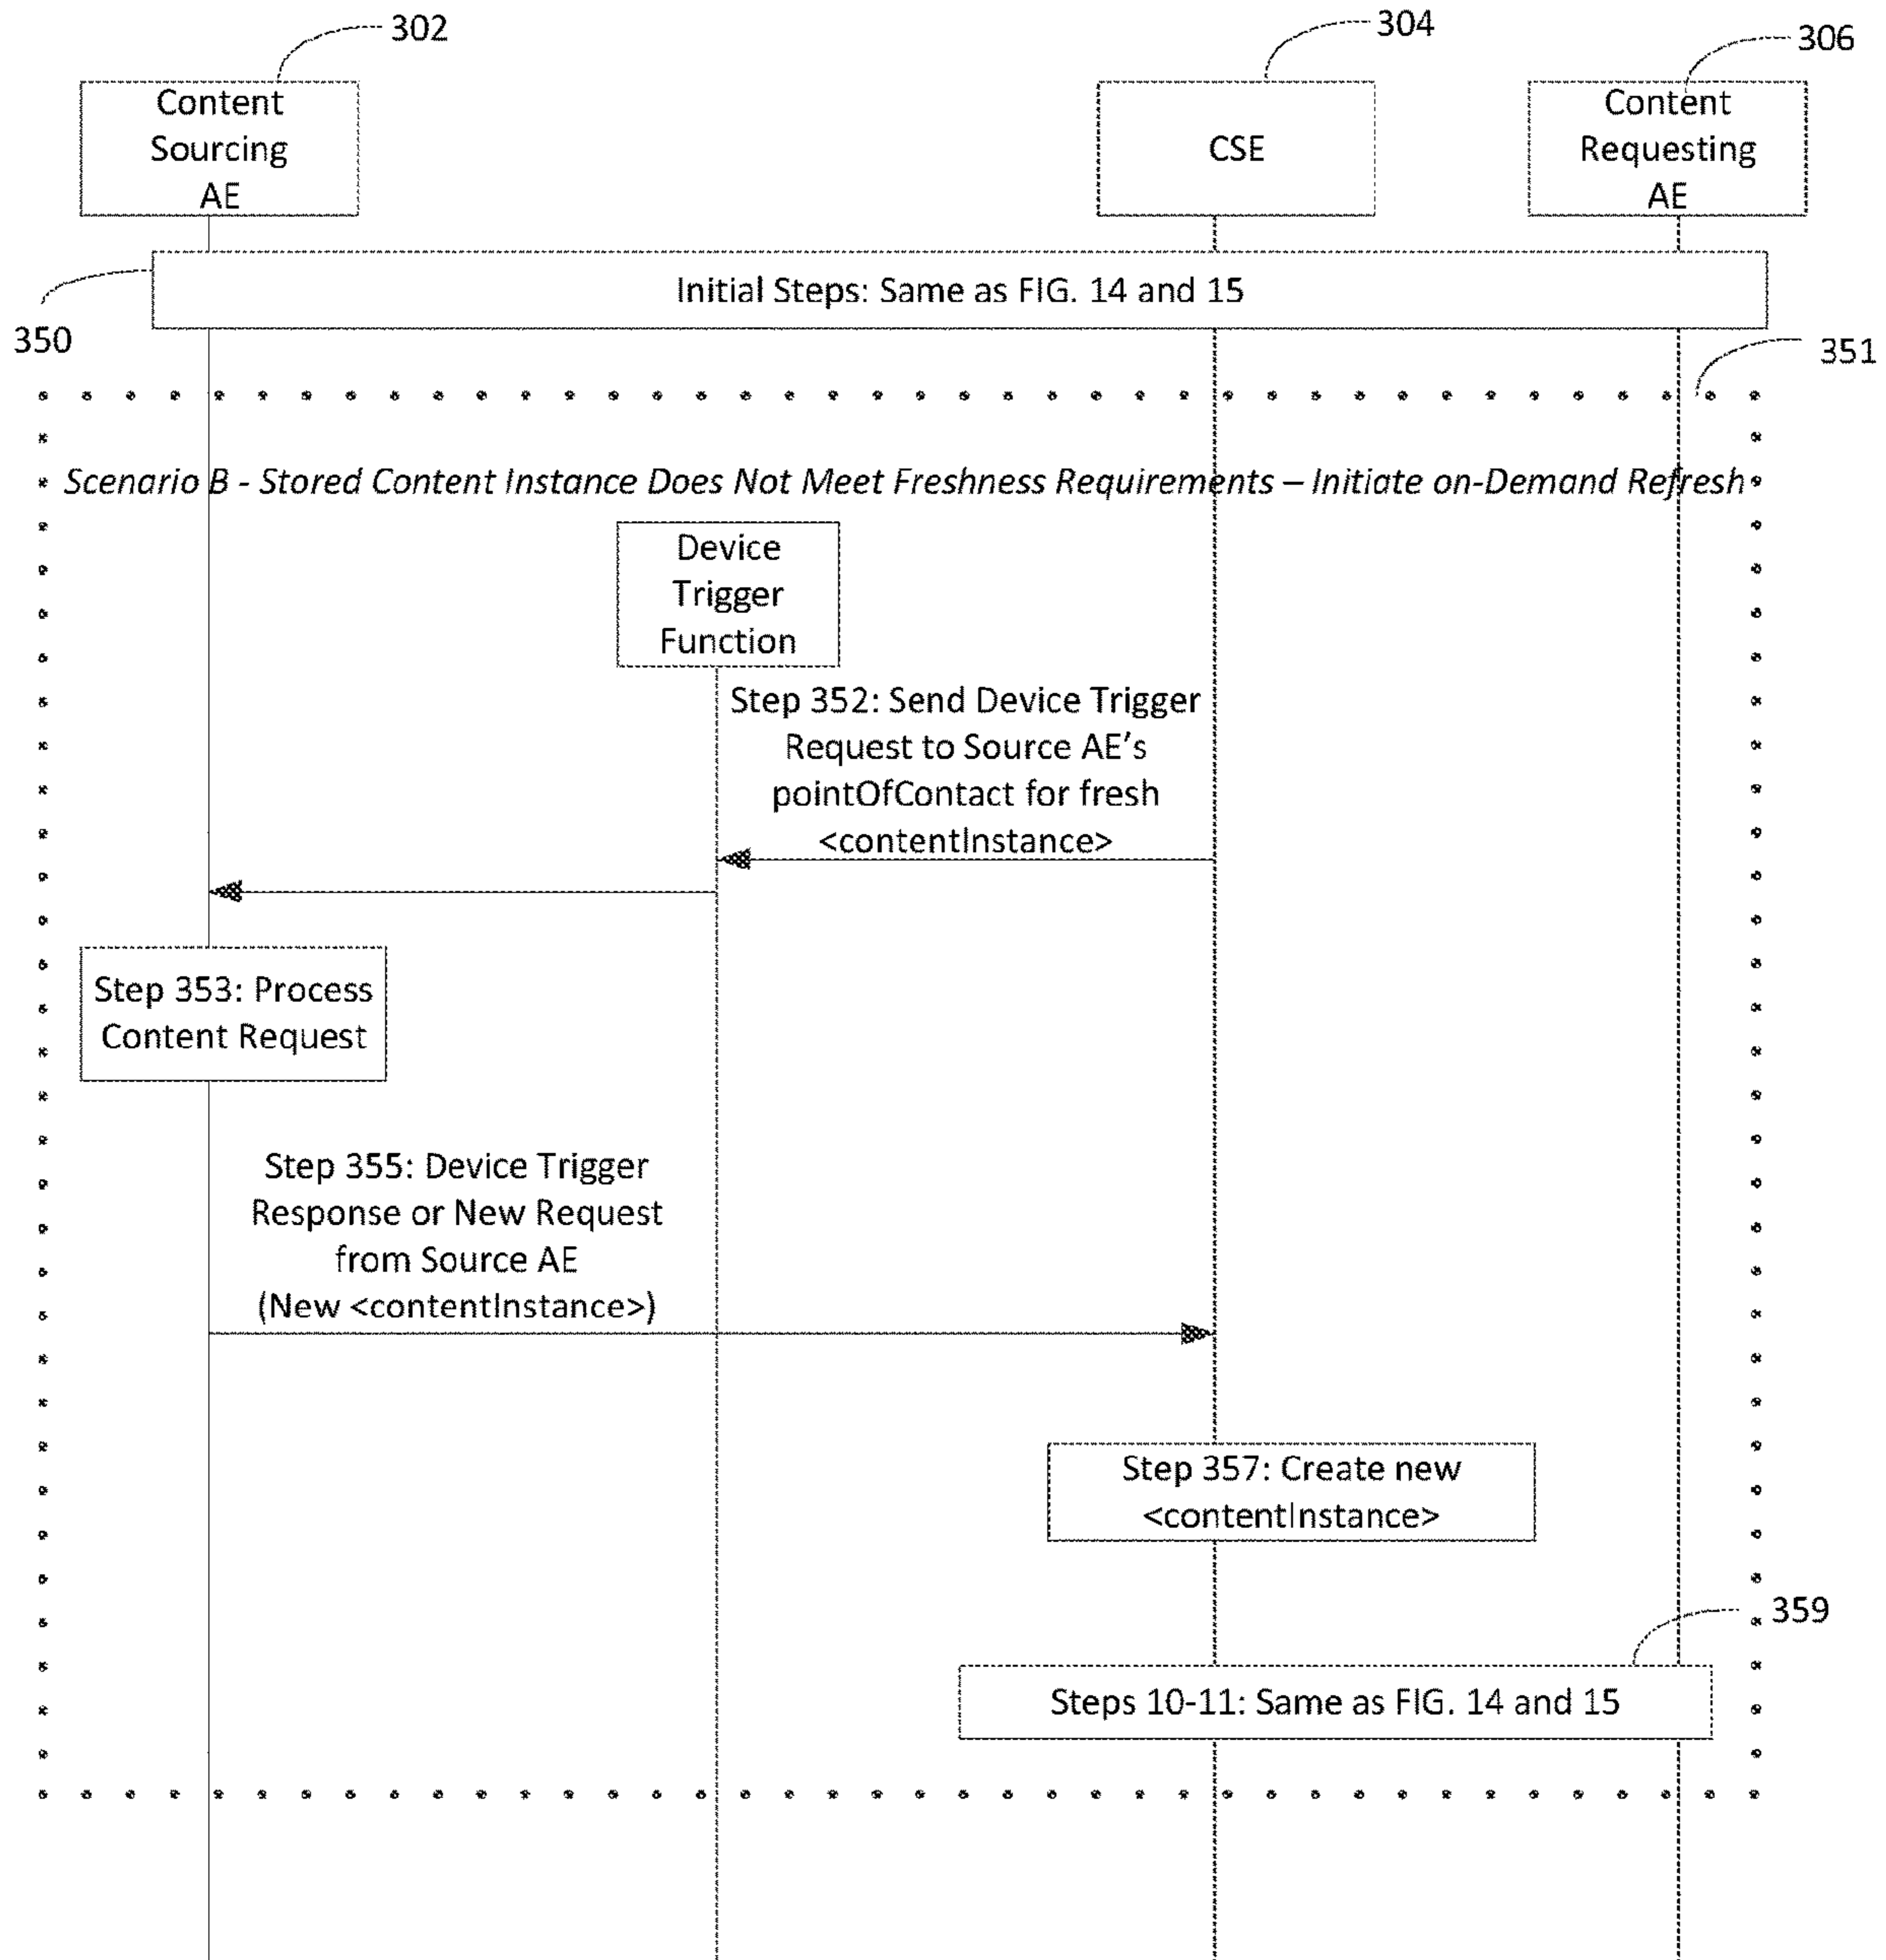 302
304
306
Content
Sourcing
AE
CSE
Content
Requesting
AE
Initial Steps: Same as FIG. 14 and 15
350
351
Scenario B - Stored Content Instance Does Not Meet Freshness Requirements – Initiate on-Demand Refresh
Device
Trigger
Function
Step 352: Send Device Trigger
Request to Source AE's
pointOfContact for fresh
<contentInstance>
Step 353: Process
Content Request
Step 355: Device Trigger
Response or New Request
from Source AE
(New <contentInstance>)
Step 357: Create new
<contentInstance>
359
Steps 10-11: Same as FIG. 14 and 15